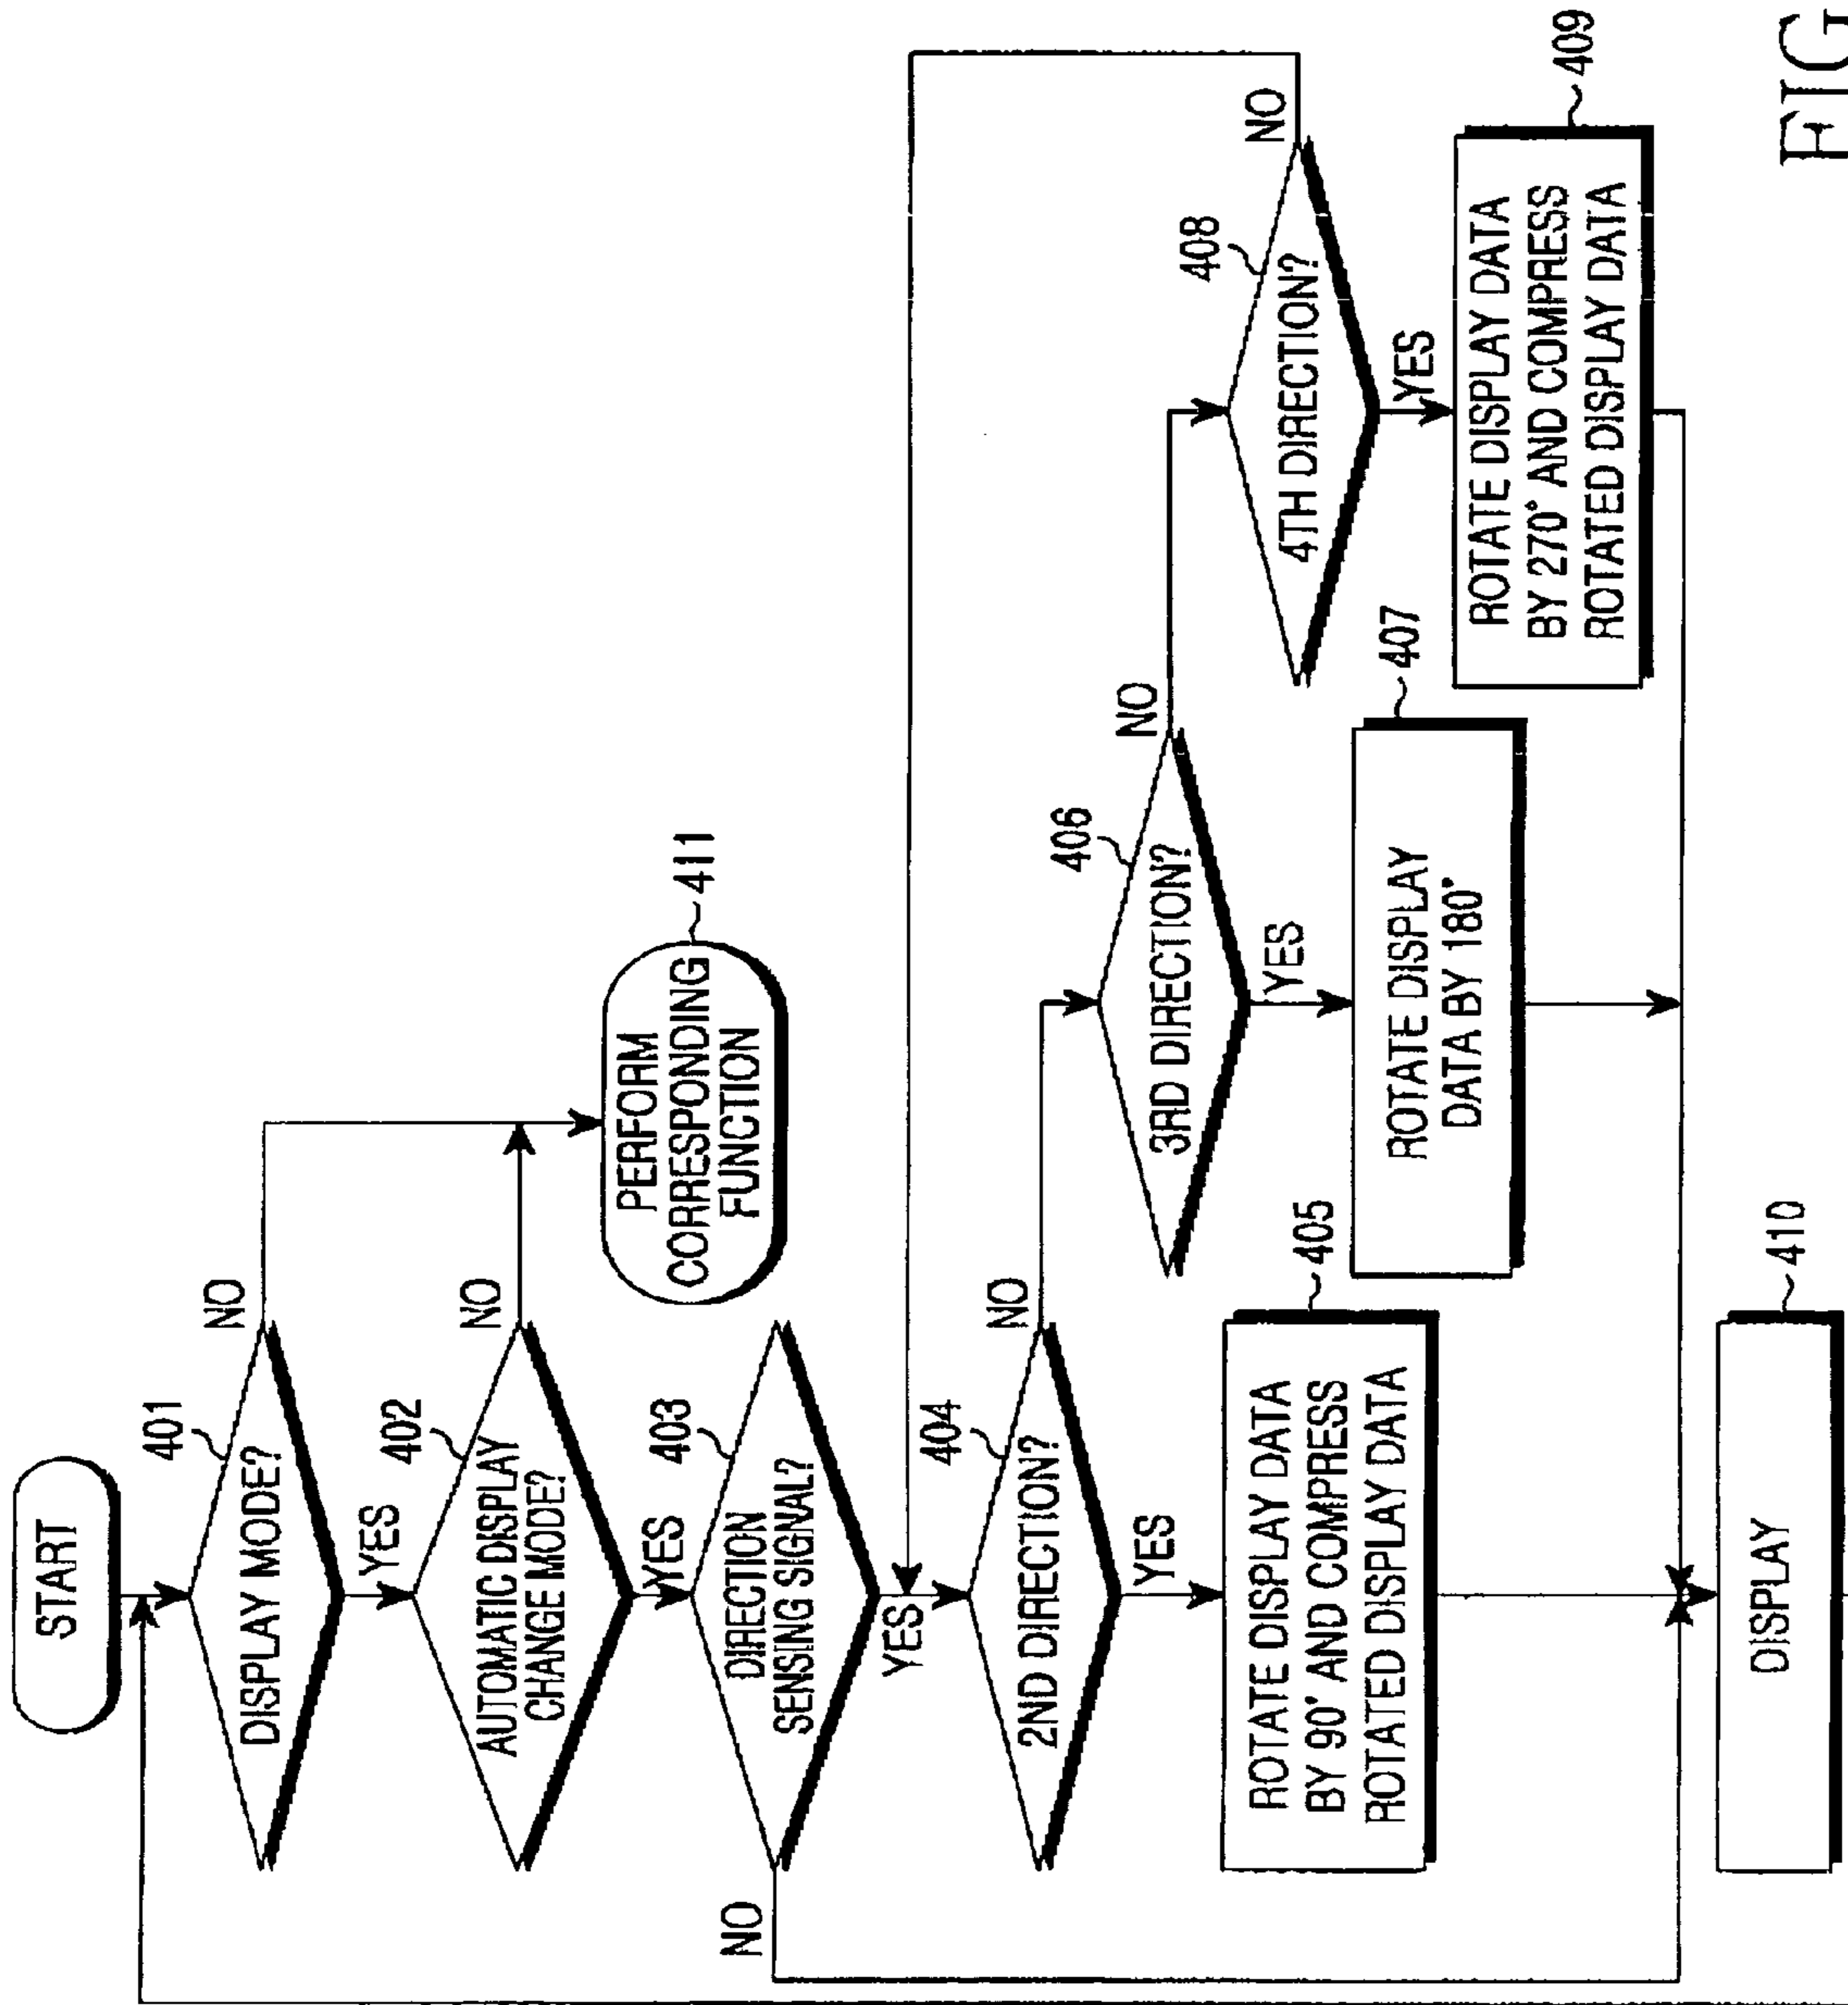 START
401
DISPLAY MODE?
NO
YES
402
AUTOMATIC DISPLAY
CHANGE MODE?
NO
YES
PERFORM
CORRESPONDING
FUNCTION
411
403
DIRECTION
SENSING SIGNAL?
NO
YES
404
2ND DIRECTION?
NO
YES
405
ROTATE DISPLAY DATA
BY 90° AND COMPRESS
ROTATED DISPLAY DATA
406
3RD DIRECTION?
NO
YES
407
ROTATE DISPLAY
DATA BY 180°
408
4TH DIRECTION?
NO
YES
409
ROTATE DISPLAY DATA
BY 270° AND COMPRESS
ROTATED DISPLAY DATA
410
DISPLAY
FIG